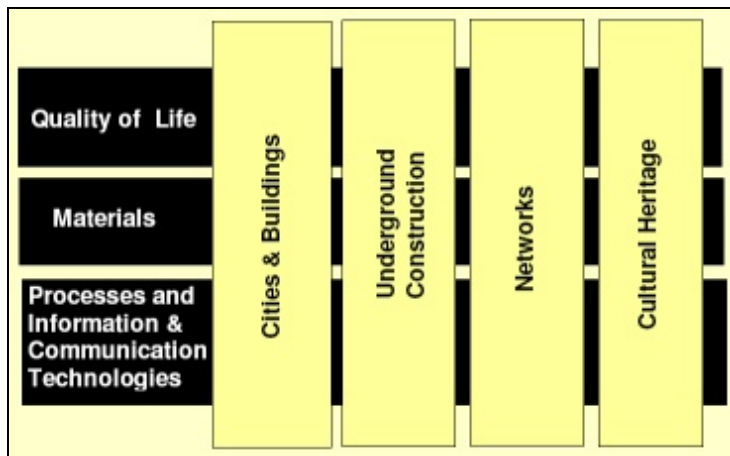 Quality of Life
Materials
Processes and
Information &
Communication
Technologies
Cities & Buildings
Underground
Construction
Networks
Cultural Heritage